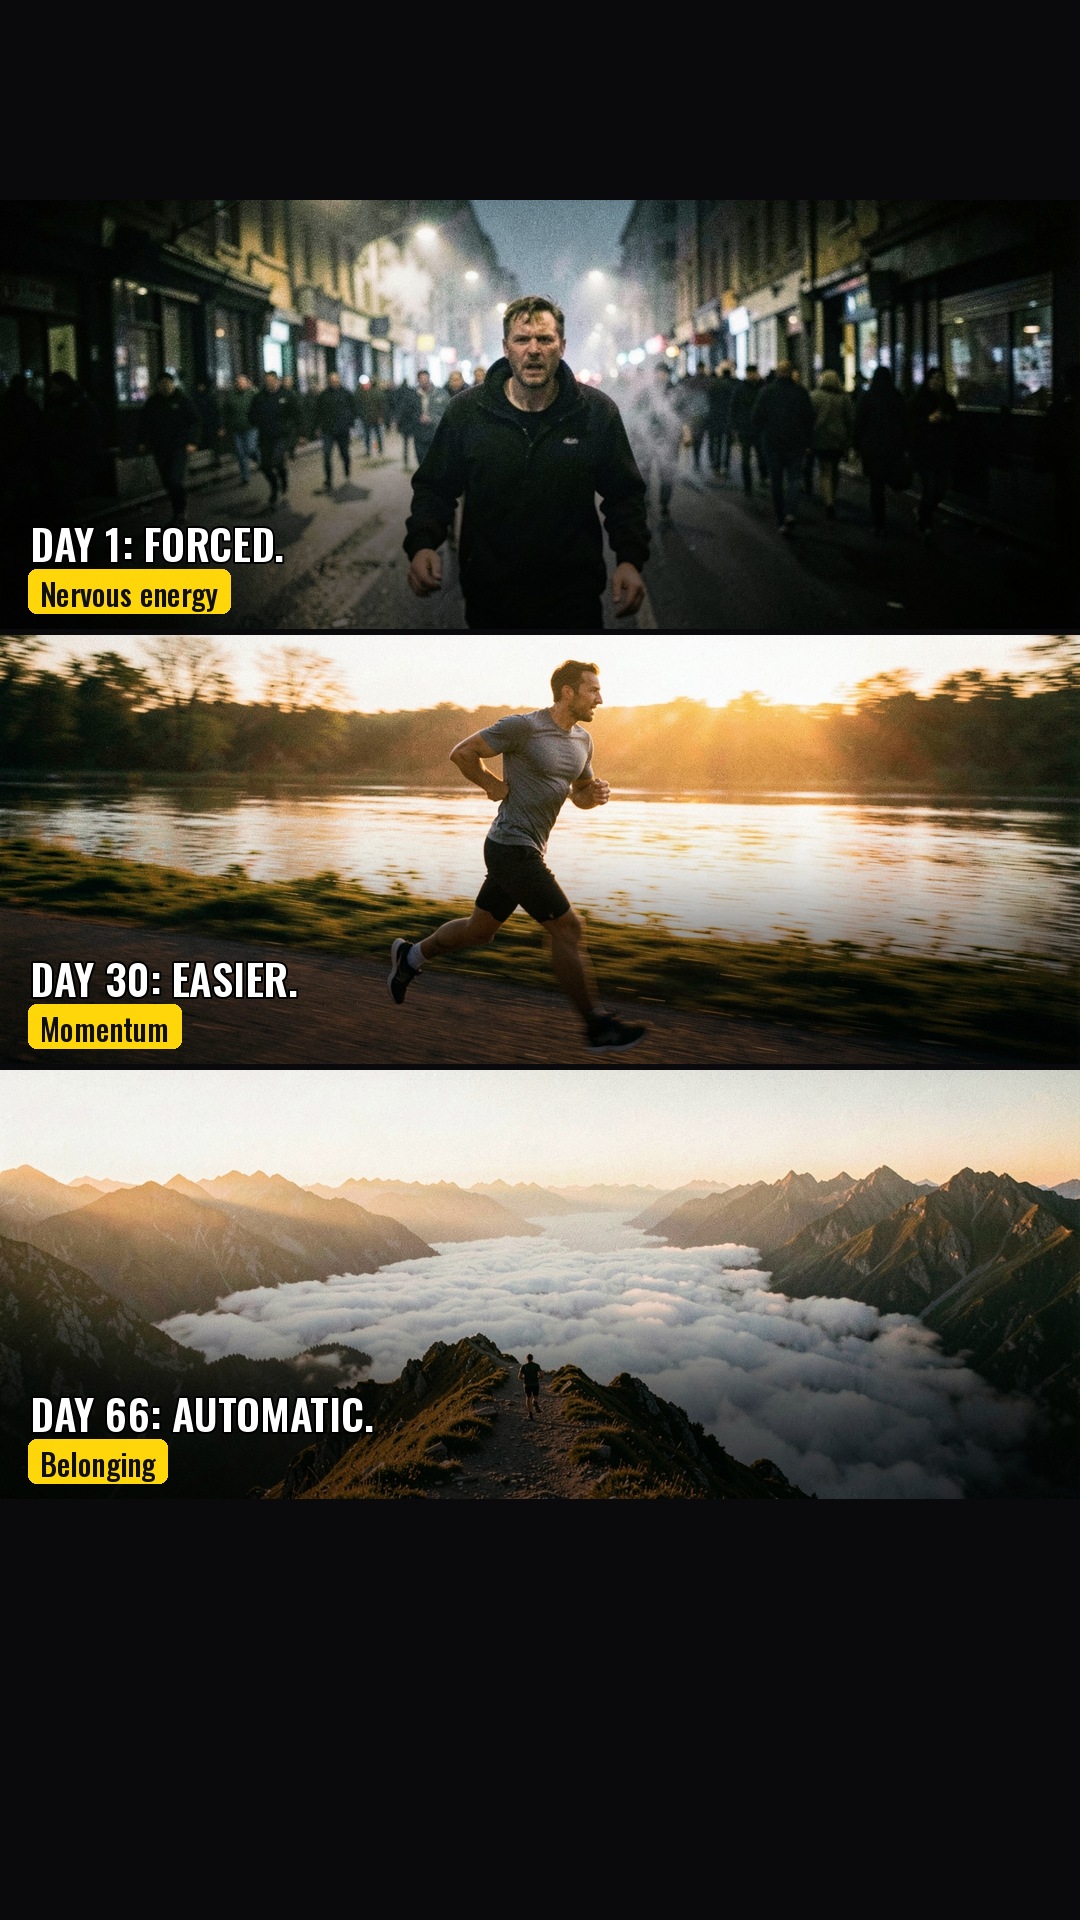 DAY 1: FORCED.
Nervous energy
DAY 30: EASIER.
Momentum
DAY 66: AUTOMATIC.
Belonging